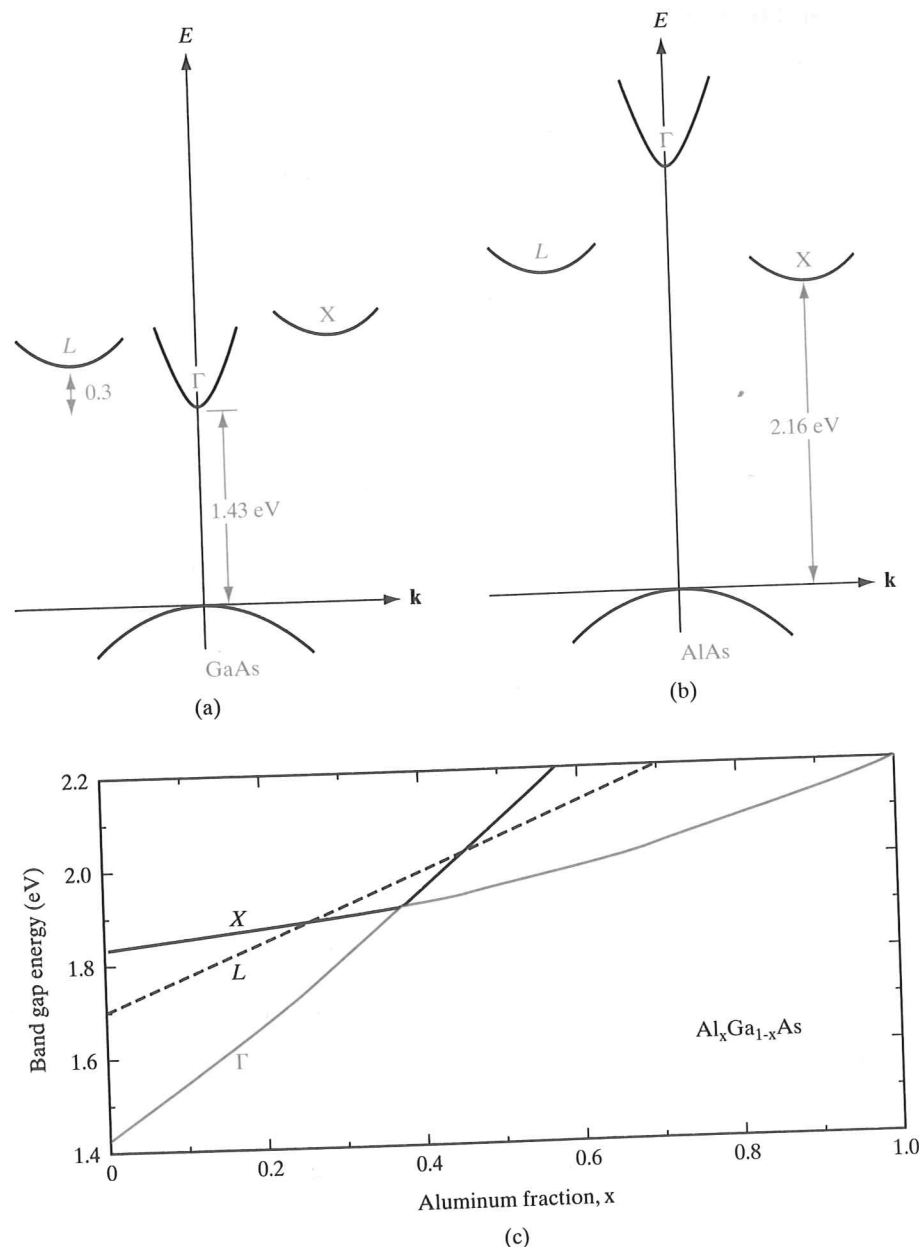 E
E
Γ
Γ
L
X
X
L
Γ
0.3
2.16 eV
1.43 eV
k
k
GaAs
AlAs
(a)
(b)
2.2
2.0
1.8
1.6
1.4
Band gap energy (eV)
X
L
Γ
AlxGa1-xAs
0
0.2
0.4
0.6
0.8
1.0
Aluminum fraction, x
(c)